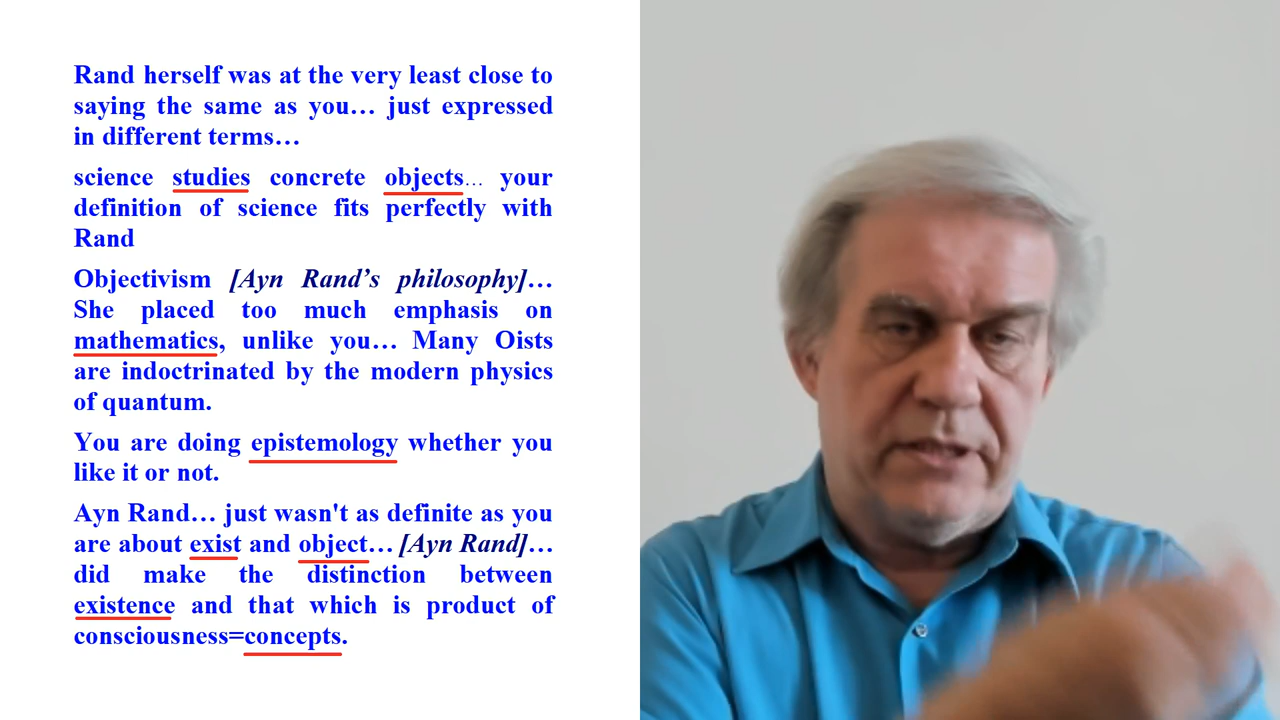 Rand herself was at the very least close to
saying the same as you… just expressed
in different terms…
science studies concrete objects… your
definition of science fits perfectly with
Rand
Objectivism [Ayn Rand’s philosophy]…
She placed too much emphasis on
mathematics, unlike you… Many Oists
are indoctrinated by the modern physics
of quantum.
You are doing epistemology whether you
like it or not.
Ayn Rand… just wasn't as definite as you
are about exist and object… [Ayn Rand]…
did make the distinction between
existence and that which is product of
consciousness=concepts.